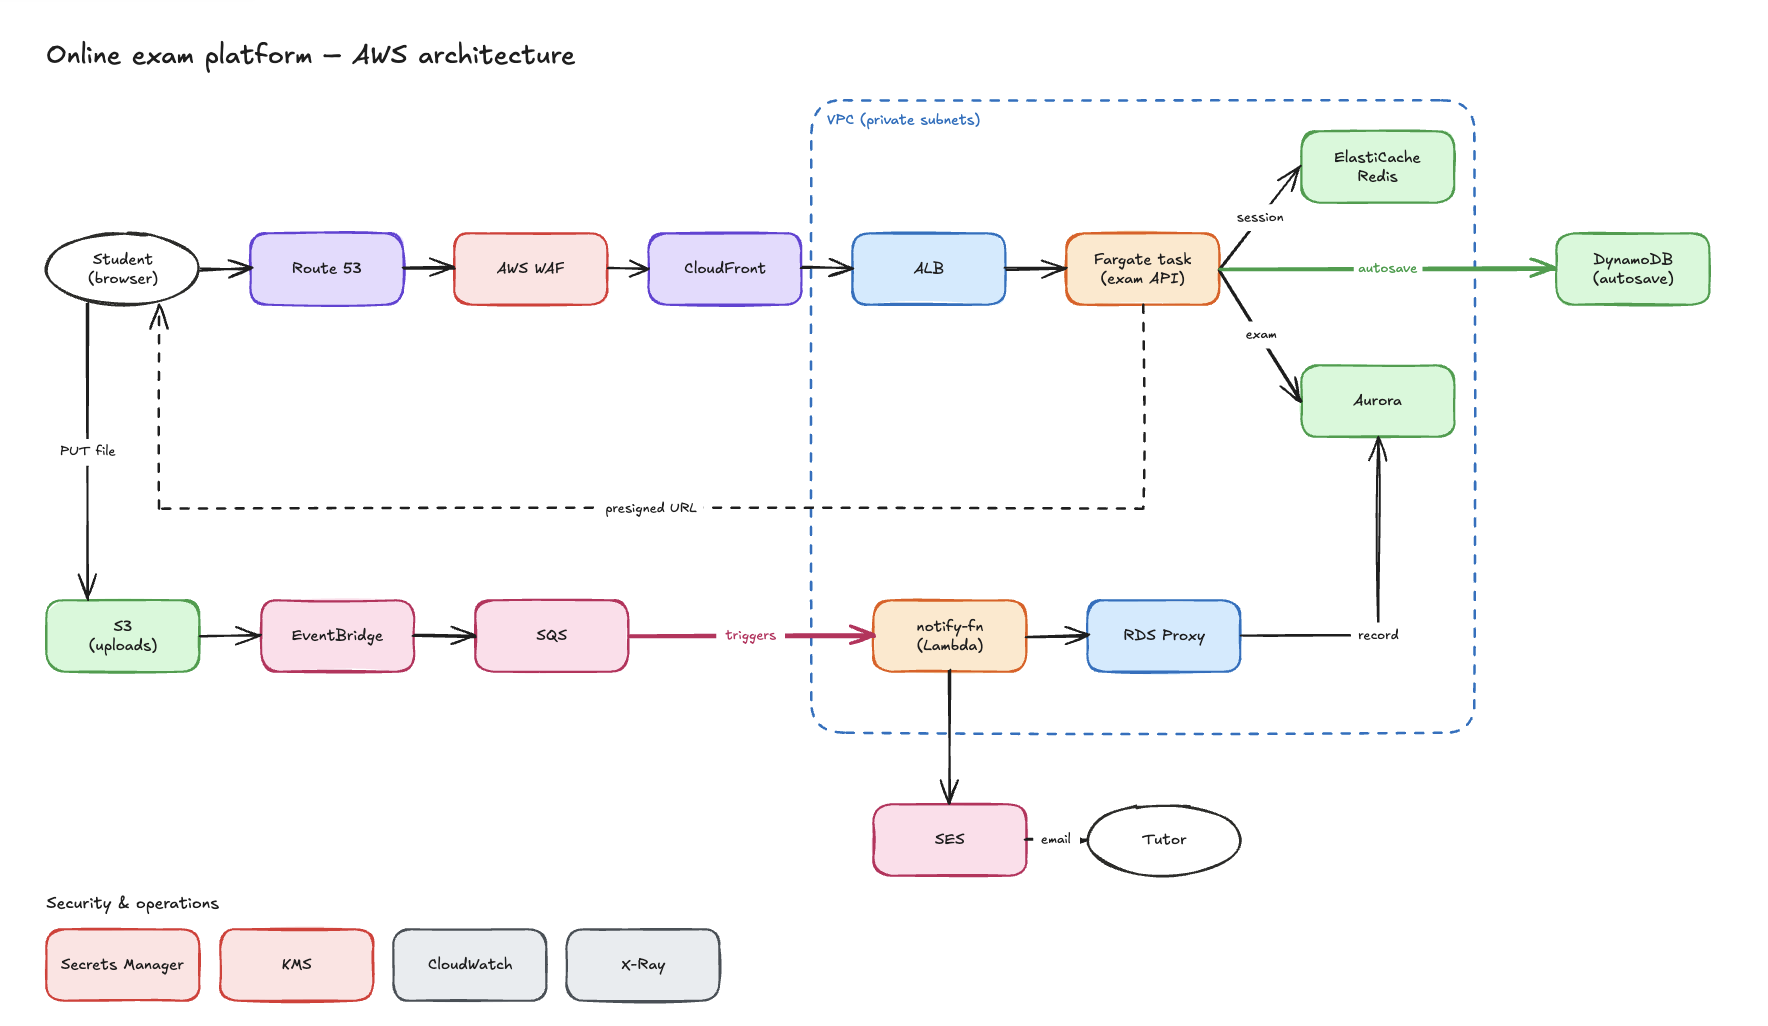 Online exam platform — AWS architecture
VPC (private subnets)
ElastiCache
Redis
session
Student
(browser)
Route 53
AWS WAF
CloudFront
ALB
Fargate task
(exam API)
autosave
DynamoDB
(autosave)
exam
Aurora
PUT file
presigned URL
S3
(uploads)
EventBridge
SQS
triggers
notify-fn
(Lambda)
RDS Proxy
record
SES
email
Tutor
Security & operations
Secrets Manager
KMS
CloudWatch
X-Ray